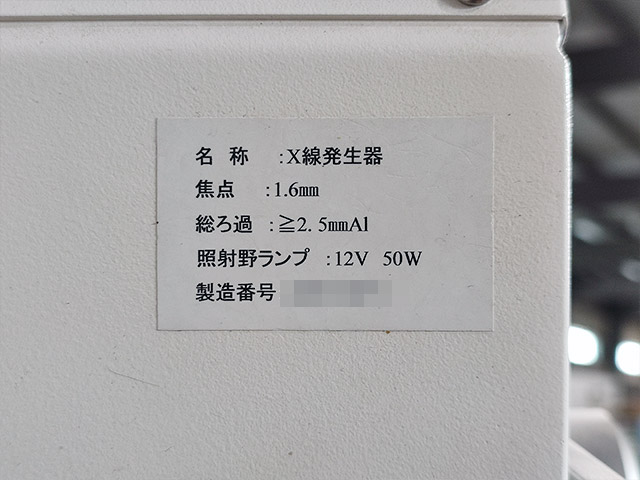 名 称 :X線発生器
焦点 :1.6㎜
総ろ過 :≧2.5㎜Al
照射野ランプ :12V 50W
製造番号